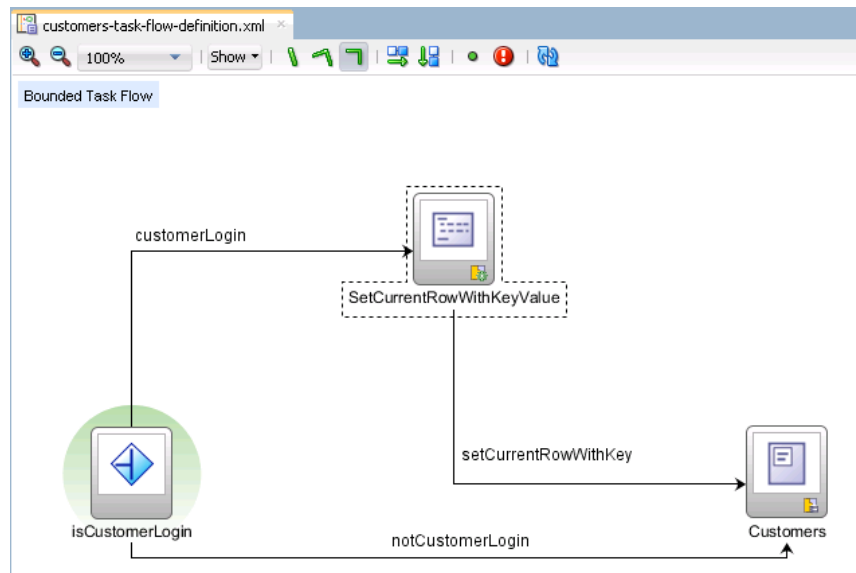 customers-task-flow-definition.xml
100% Show
Bounded Task Flow
customerLogin
SetCurrentRowWithKeyValue
setCurrentRowWithKey
isCustomerLogin
Customers
notCustomerLogin